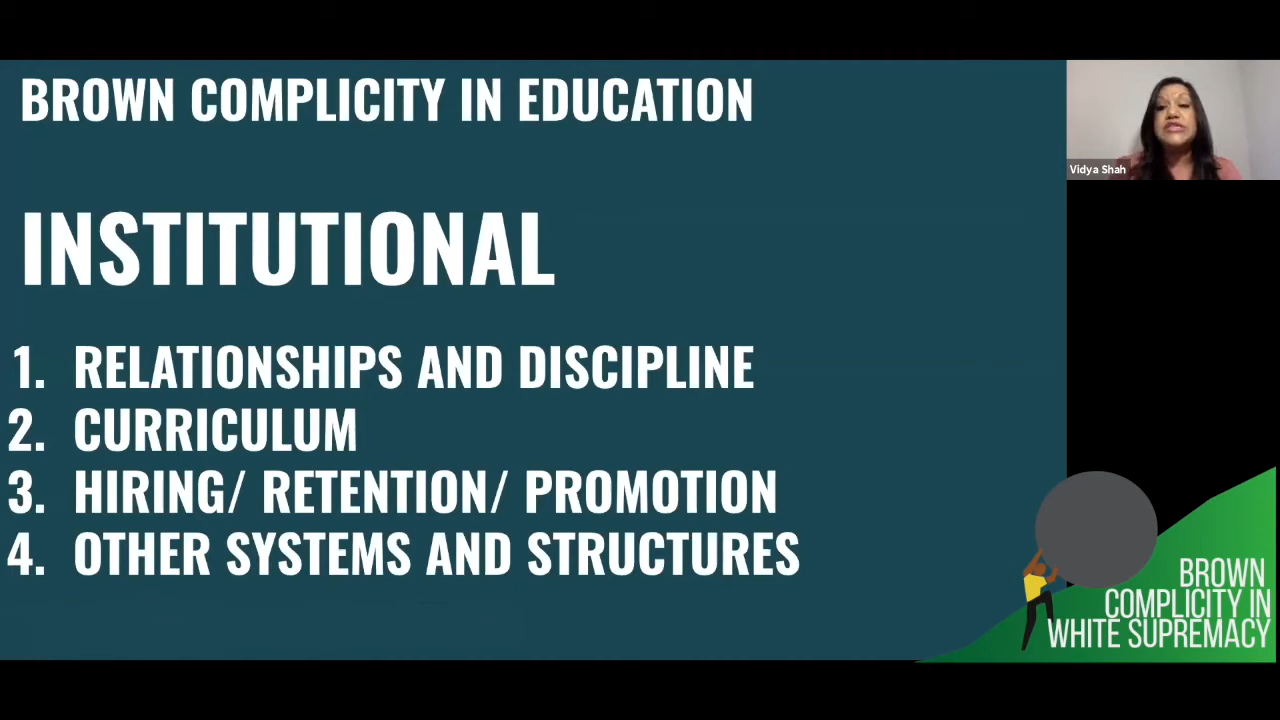 BROWN COMPLICITY IN EDUCATION
Vidya Shah
INSTITUTIONAL
1. RELATIONSHIPS AND DISCIPLINE
2. CURRICULUM
3. HIRING/ RETENTION/ PROMOTION
4. OTHER SYSTEMS AND STRUCTURES
BROWN
COMPLICITY IN
WHITE SUPREMACY